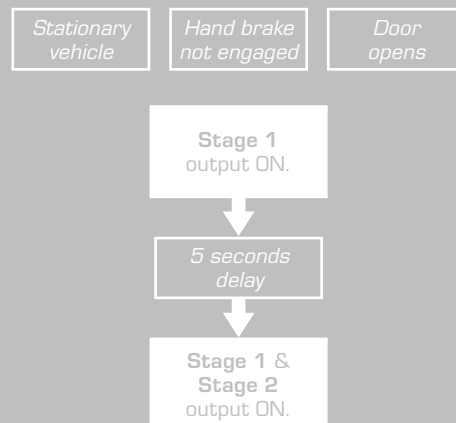 Stationary
vehicle
Hand brake
not engaged
Door
opens
Stage 1
output ON.
5 seconds
delay
Stage 1 &
Stage 2
output ON.